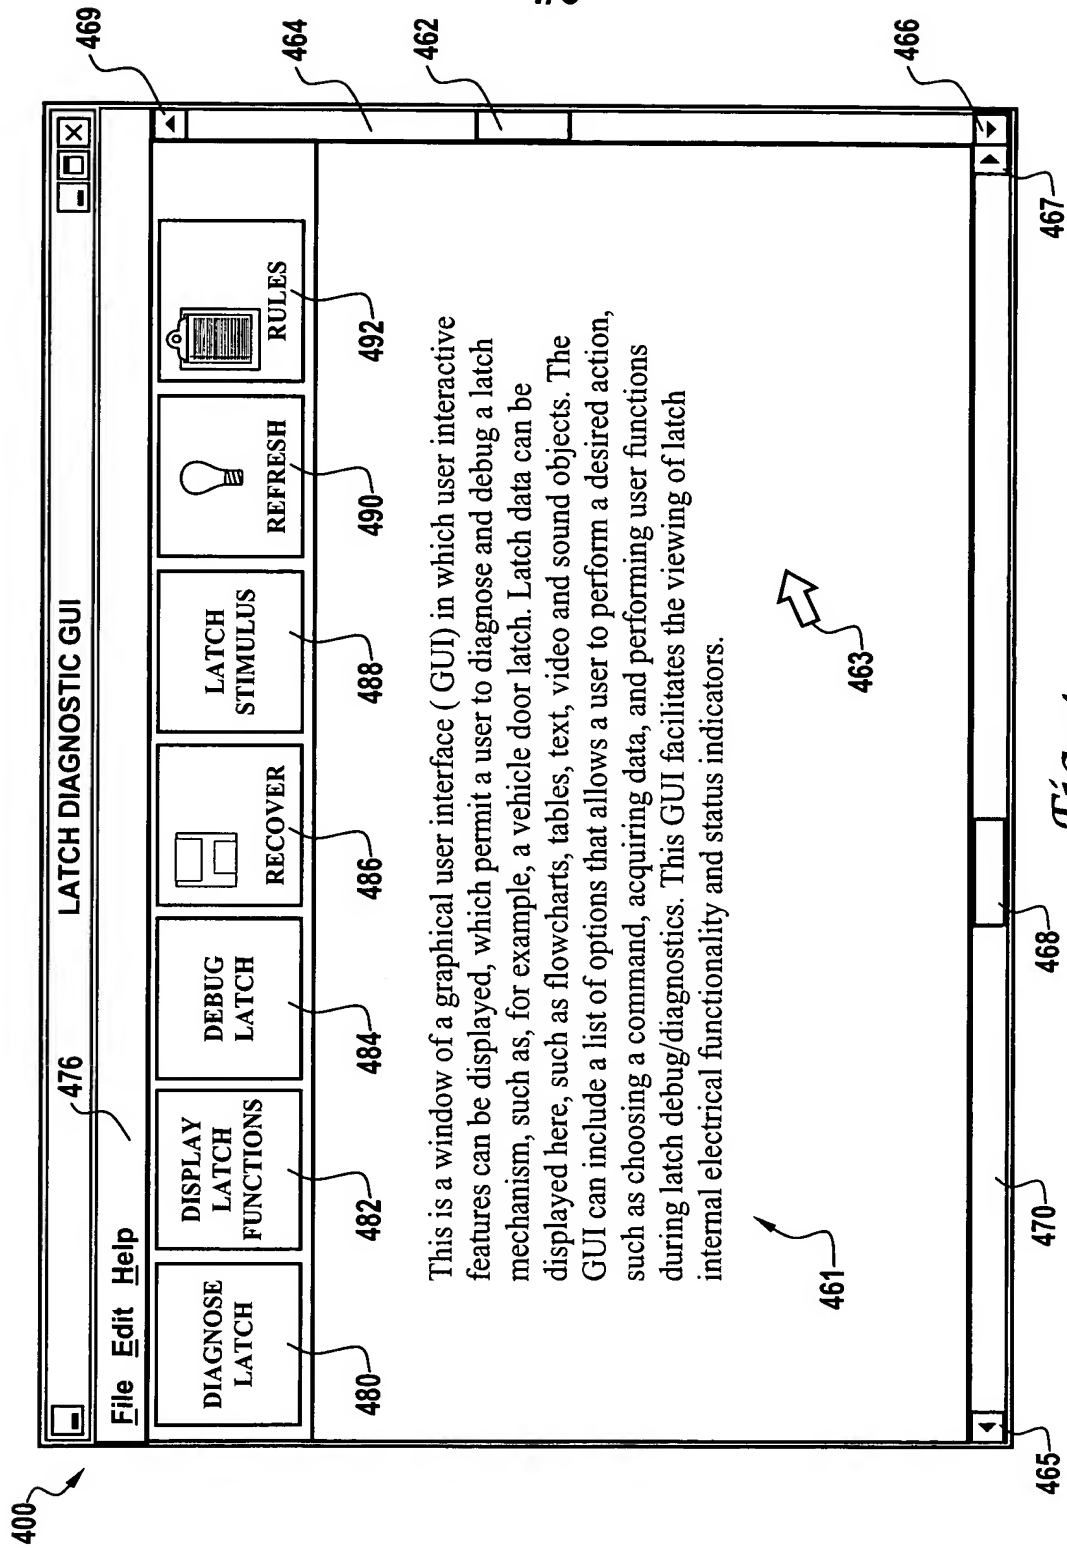 400
476
LATCH DIAGNOSTIC GUI
469
File Edit Help
464
462
DIAGNOSE
LATCH
480
DISPLAY
LATCH
FUNCTIONS
482
DEBUG
LATCH
484
RECOVER
486
LATCH
STIMULUS
488
REFRESH
490
RULES
492
This is a window of a graphical user interface ( GUI) in which user interactive
features can be displayed, which permit a user to diagnose and debug a latch
mechanism, such as, for example, a vehicle door latch. Latch data can be
displayed here, such as flowcharts, tables, text, video and sound objects. The
GUI can include a list of options that allows a user to perform a desired action,
such as choosing a command, acquiring data, and performing user functions
during latch debug/diagnostics. This GUI facilitates the viewing of latch
internal electrical functionality and status indicators.
461
463
466
465
470
468
467